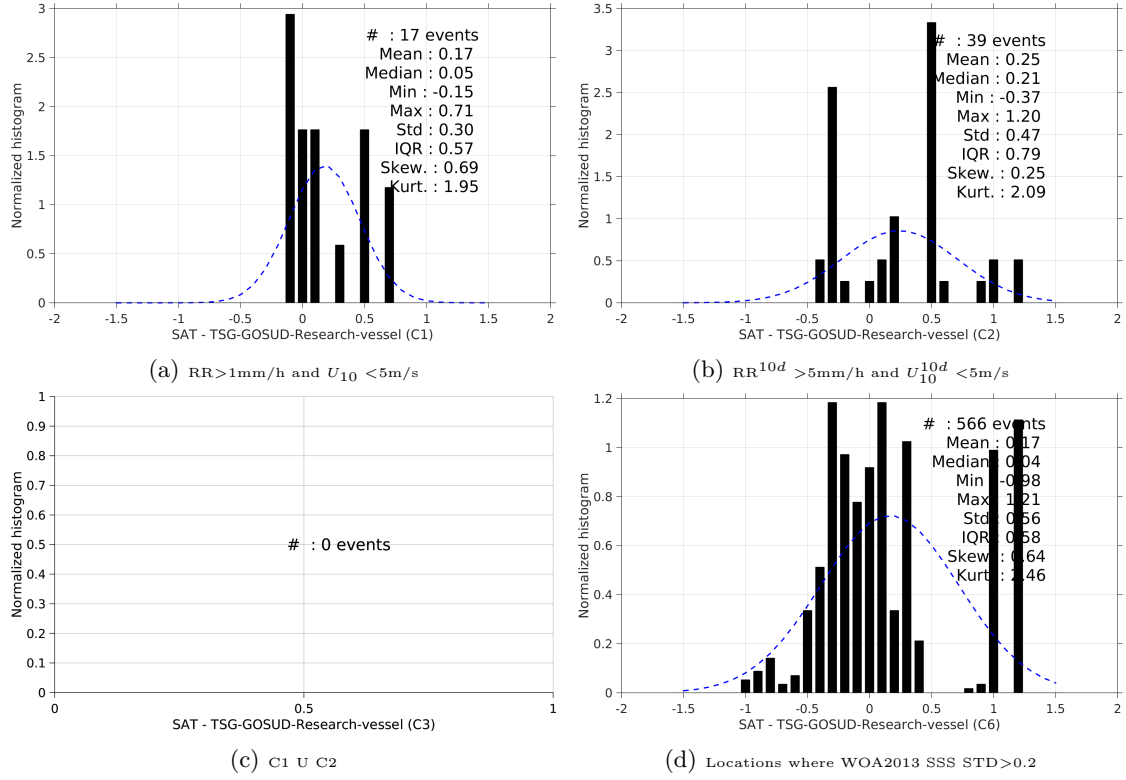 3
2.5
2
1.5
1
0.5
0
Normalized histogram
# : 17 events
Mean : 0.17
Median : 0.05
Min : -0.15
Max : 0.71
Std : 0.30
IQR : 0.57
Skew. : 0.69
Kurt. : 1.95
-2 -1.5 -1 -0.5 0 0.5 1 1.5 2
SAT - TSG-GOSUD-Research-vessel (C1)
(a) RR>1mm/h and U10 <5m/s
3.5
3
2.5
2
1.5
1
0.5
0
Normalized histogram
# : 39 events
Mean : 0.25
Median : 0.21
Min : -0.37
Max : 1.20
Std : 0.47
IQR : 0.79
Skew. : 0.25
Kurt. : 2.09
-2 -1.5 -1 -0.5 0 0.5 1 1.5 2
SAT - TSG-GOSUD-Research-vessel (C2)
(b) RR^10d >5mm/h and U10^10d <5m/s
1
0.9
0.8
0.7
0.6
0.5
0.4
0.3
0.2
0.1
0
Normalized histogram
# : 0 events
0 0.5 1
SAT - TSG-GOSUD-Research-vessel (C3)
(c) C1 U C2
1.2
1
0.8
0.6
0.4
0.2
0
Normalized histogram
# : 566 events
Mean : 0.17
Median : 0.04
Min : -0.98
Max : 1.21
Std : 0.56
IQR : 0.58
Skew. : 0.64
Kurt. : 2.46
-2 -1.5 -1 -0.5 0 0.5 1 1.5 2
SAT - TSG-GOSUD-Research-vessel (C6)
(d) Locations where WOA2013 SSS STD>0.2